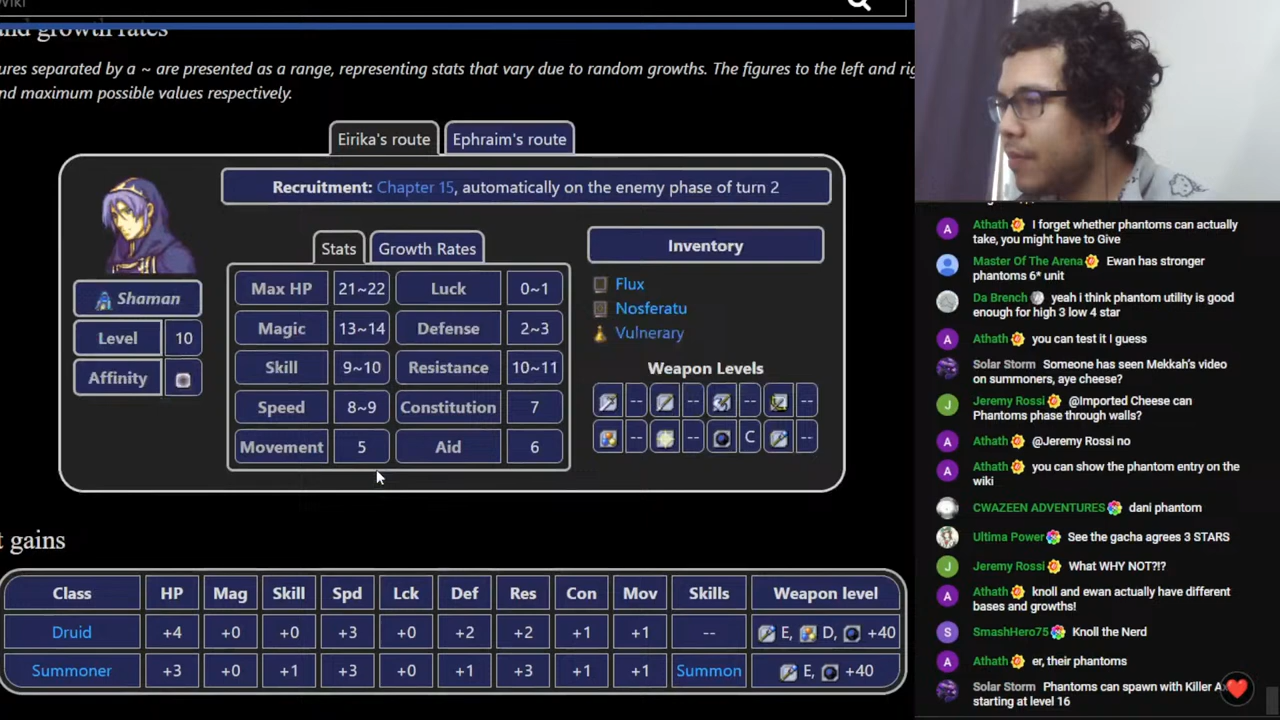 Wiki
and growth rates
ures separated by a ~ are presented as a range, representing stats that vary due to random growths. The figures to the left and rig
nd maximum possible values respectively.
Eirika's route
Ephraim's route
Recruitment: Chapter 15, automatically on the enemy phase of turn 2
Stats
Growth Rates
Inventory
Shaman
Level 10
Affinity
Max HP 21~22 Luck 0~1
Magic 13~14 Defense 2~3
Skill 9~10 Resistance 10~11
Speed 8~9 Constitution 7
Movement 5 Aid 6
Flux
Nosferatu
Vulnerary
Weapon Levels
-- -- -- --
-- -- C --
t gains
Class HP Mag Skill Spd Lck Def Res Con Mov Skills Weapon level
Druid +4 +0 +0 +3 +0 +2 +2 +1 +1 -- E, D, +40
Summoner +3 +0 +1 +3 +0 +1 +3 +1 +1 Summon E, +40
A Athath I forget whether phantoms can actually
take, you might have to Give
Master Of The Arena Ewan has stronger
phantoms 6* unit
Da Brench yeah i think phantom utility is good
enough for high 3 low 4 star
A Athath you can test it I guess
Solar Storm Someone has seen Mekkah's video
on summoners, aye cheese?
J Jeremy Rossi @Imported Cheese can
Phantoms phase through walls?
A Athath @Jeremy Rossi no
A Athath you can show the phantom entry on the
wiki
CWAZEEN ADVENTURES dani phantom
Ultima Power See the gacha agrees 3 STARS
J Jeremy Rossi What WHY NOT?!?
A Athath knoll and ewan actually have different
bases and growths!
S SmashHero75 Knoll the Nerd
A Athath er, their phantoms
Solar Storm Phantoms can spawn with Killer Ax
starting at level 16